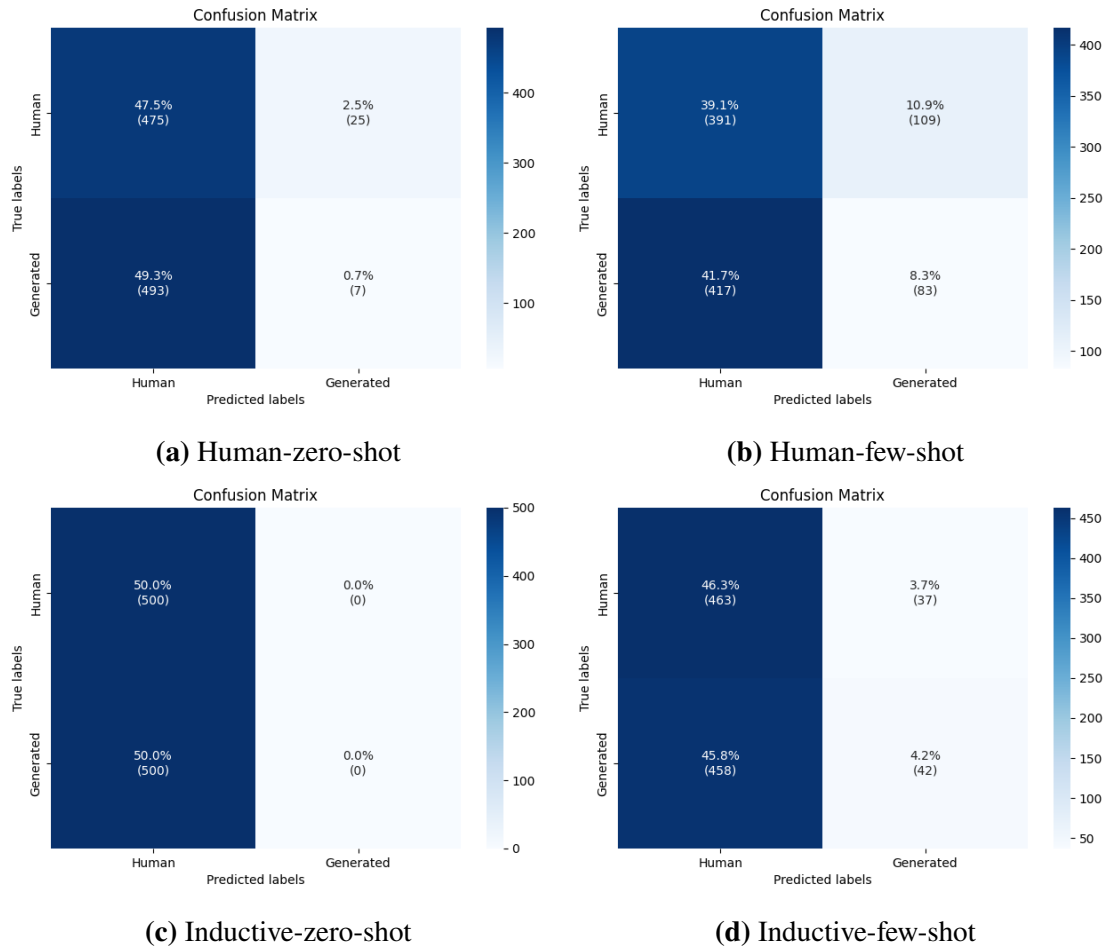 Confusion Matrix
Human
Generated
True labels
47.5%
(475)
2.5%
(25)
49.3%
(493)
0.7%
(7)
Human
Generated
Predicted labels
400
300
200
100
(a) Human-zero-shot
Confusion Matrix
Human
Generated
True labels
39.1%
(391)
10.9%
(109)
41.7%
(417)
8.3%
(83)
Human
Generated
Predicted labels
400
350
300
250
200
150
100
(b) Human-few-shot
Confusion Matrix
Human
Generated
True labels
50.0%
(500)
0.0%
(0)
50.0%
(500)
0.0%
(0)
Human
Generated
Predicted labels
500
400
300
200
100
0
(c) Inductive-zero-shot
Confusion Matrix
Human
Generated
True labels
46.3%
(463)
3.7%
(37)
45.8%
(458)
4.2%
(42)
Human
Generated
Predicted labels
450
400
350
300
250
200
150
100
50
(d) Inductive-few-shot